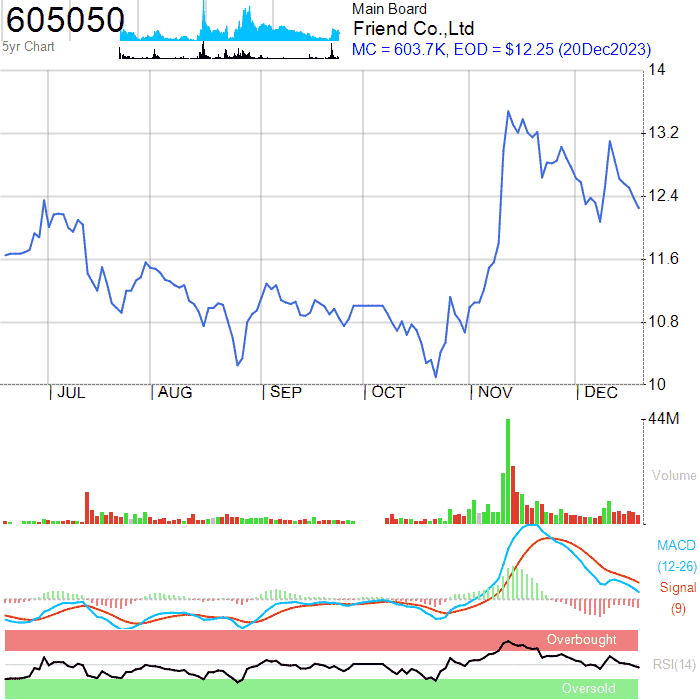 605050
5yr Chart
Main Board
Friend Co.,Ltd
MC = 603.7K, EOD = $12.25 (20Dec2023)
14
13.2
12.4
11.6
10.8
10
JUL AUG SEP OCT NOV DEC
44M
Volume
MACD
(12-26)
Signal
(9)
Overbought
RSI(14)
Oversold